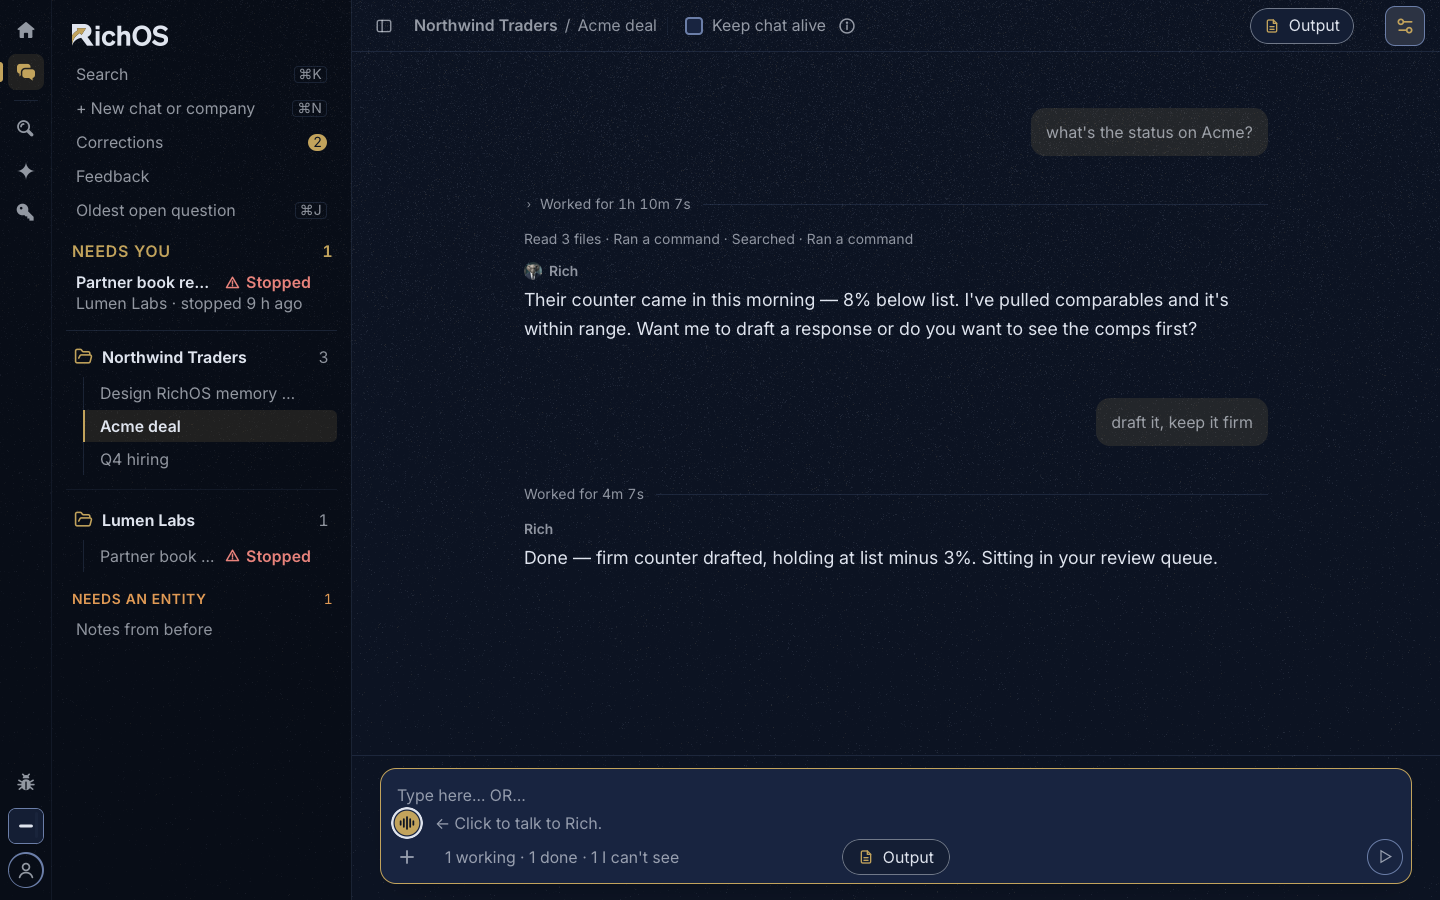 RichOS
Search ⌘K
+ New chat or company ⌘N
Corrections 2
Feedback
Oldest open question ⌘J
NEEDS YOU 1
Partner book re... Stopped
Lumen Labs · stopped 9 h ago
Northwind Traders 3
Design RichOS memory ...
Acme deal
Q4 hiring
Lumen Labs 1
Partner book ... Stopped
NEEDS AN ENTITY 1
Notes from before
Northwind Traders / Acme deal Keep chat alive Output
what's the status on Acme?
› Worked for 1h 10m 7s
Read 3 files · Ran a command · Searched · Ran a command
Rich
Their counter came in this morning — 8% below list. I've pulled comparables and it's
within range. Want me to draft a response or do you want to see the comps first?
draft it, keep it firm
Worked for 4m 7s
Rich
Done — firm counter drafted, holding at list minus 3%. Sitting in your review queue.
Type here... OR...
← Click to talk to Rich.
1 working · 1 done · 1 I can't see Output